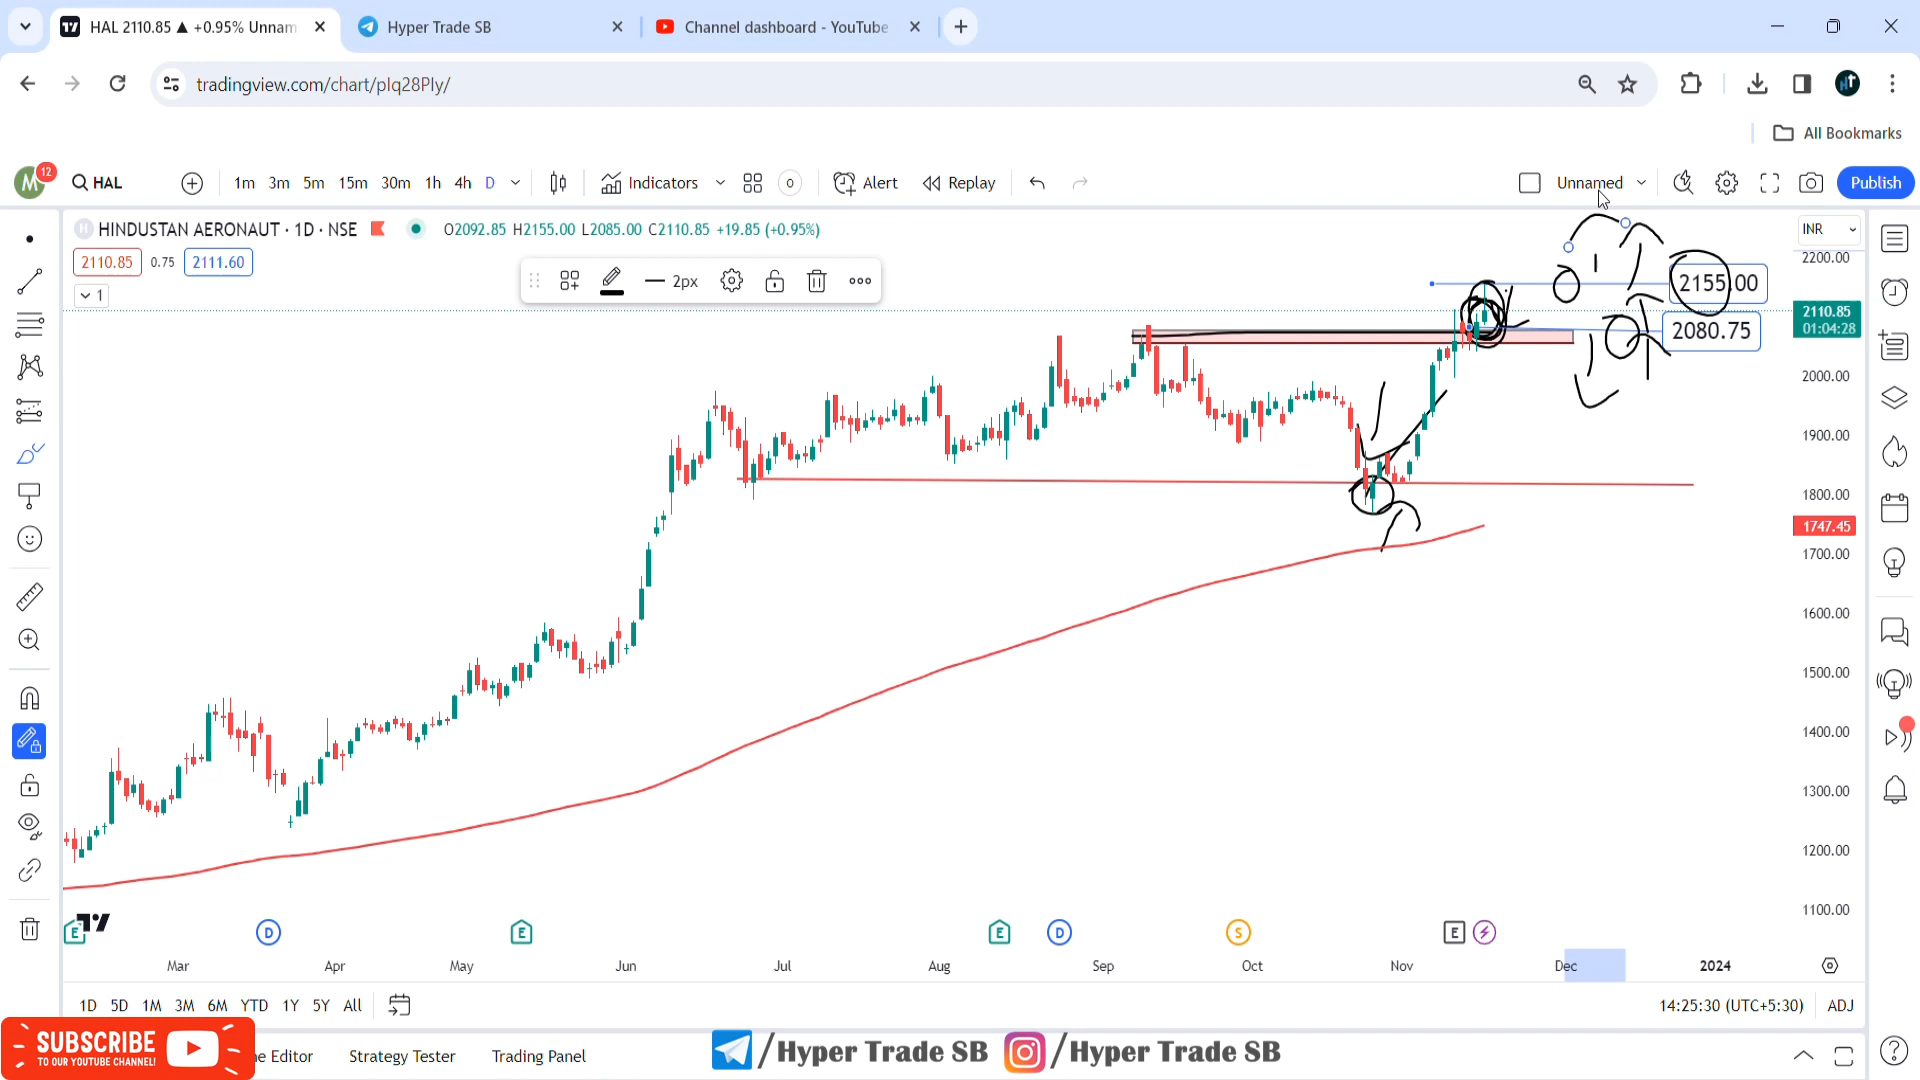 HAL 2110.85 ▲ +0.95% Unnam
Hyper Trade SB
Channel dashboard - YouTube
tradingview.com/chart/pIq28PIy/
All Bookmarks
M 12
HAL
1m 3m 5m 15m 30m 1h 4h D
Indicators
0
Alert
Replay
Unnamed
Publish
H HINDUSTAN AERONAUT · 1D · NSE
O2092.85 H2155.00 L2085.00 C2110.85 +19.85 (+0.95%)
INR
2110.85 0.75 2111.60
2px
1
2200.00
2155.00
2110.85
01:04:28
2080.75
2000.00
1900.00
1800.00
1747.45
1700.00
1600.00
1500.00
1400.00
1300.00
1200.00
1100.00
E D E E D S E
Mar Apr May Jun Jul Aug Sep Oct Nov Dec 2024
1D 5D 1M 3M 6M YTD 1Y 5Y All
14:25:30 (UTC+5:30) ADJ
SUBSCRIBE
TO OUR YOUTUBE CHANNEL!
ne Editor
Strategy Tester
Trading Panel
/Hyper Trade SB
/Hyper Trade SB